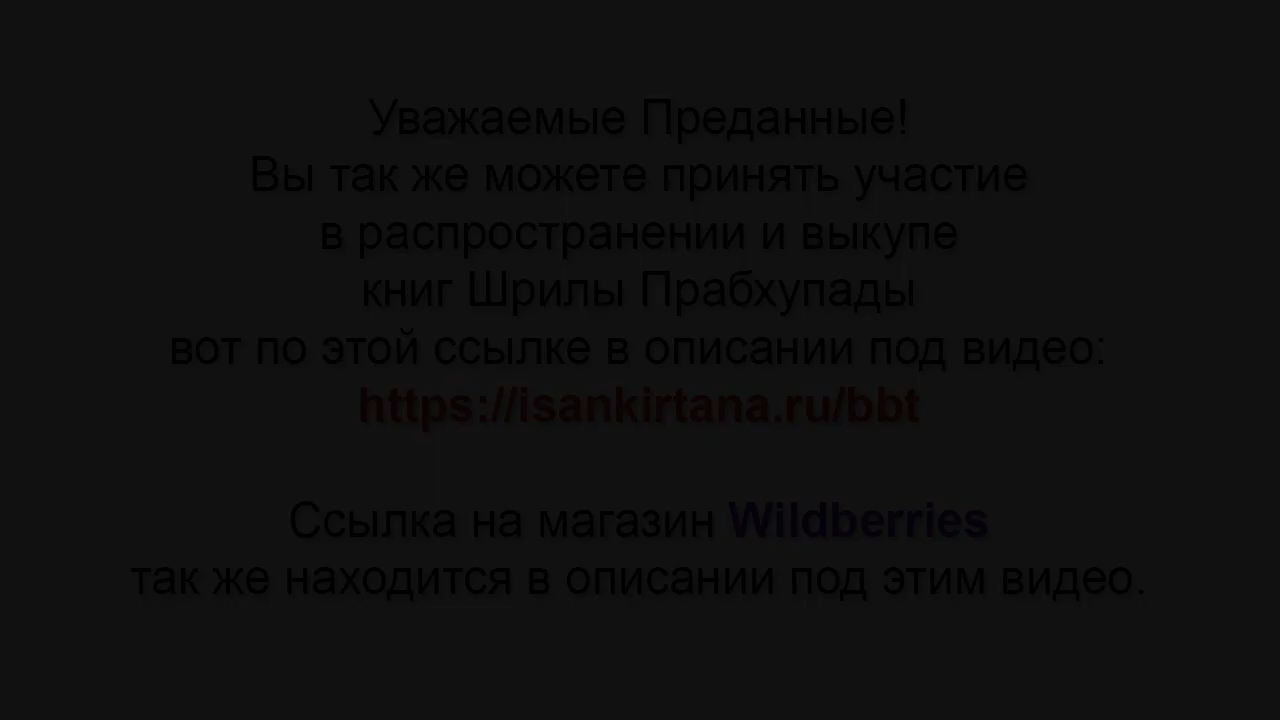 Уважаемые Преданные!
Вы так же можете принять участие
в распространении и выкупе
книг Шрилы Прабхупады
вот по этой ссылке в описании под видео:
https://isankirtana.ru/bbt
Ссылка на магазин Wildberries
так же находится в описании под этим видео.